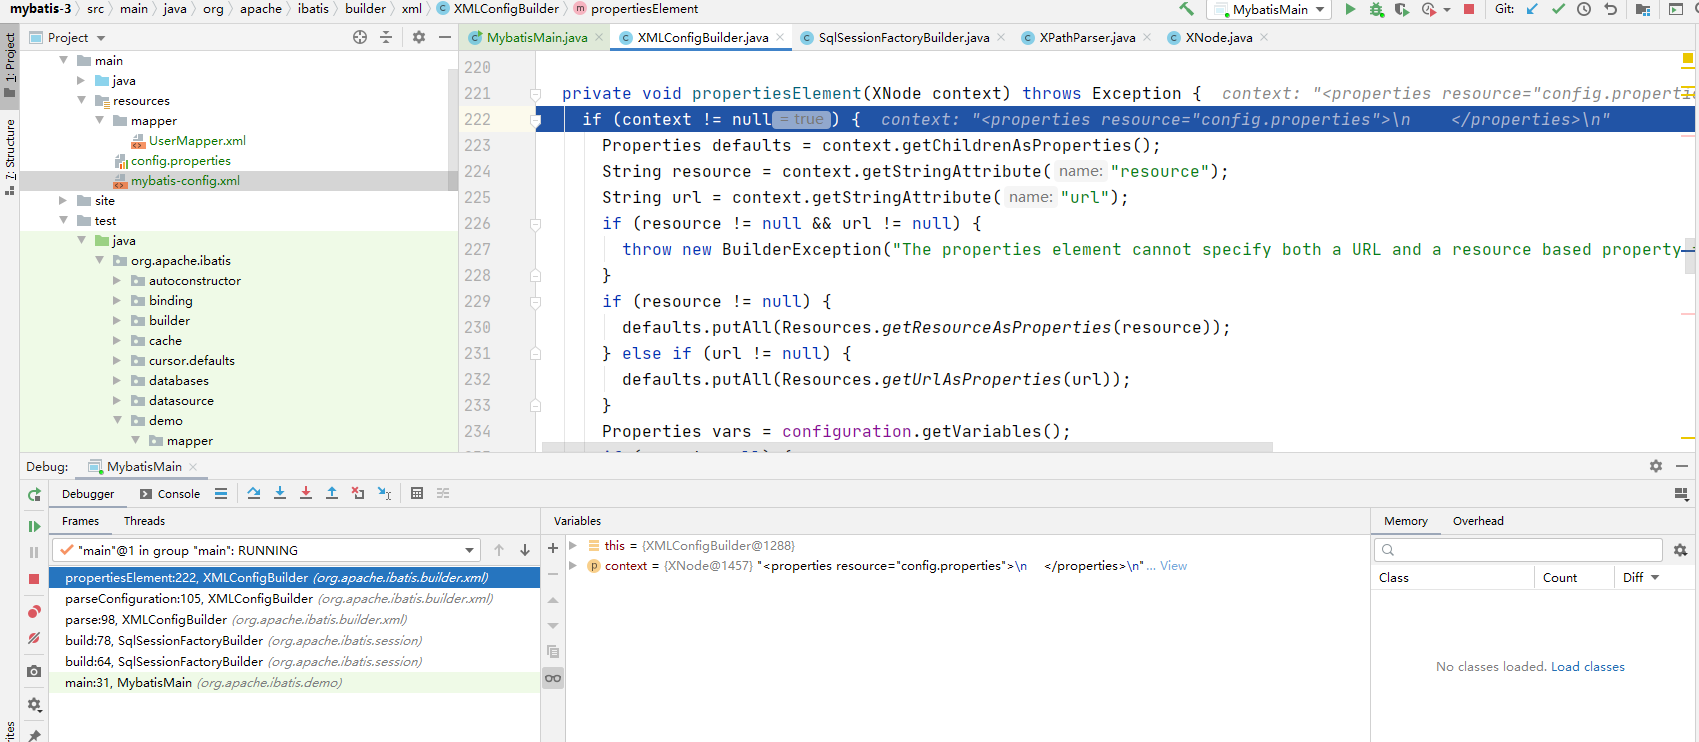 mybatis-3 src main java org apache ibatis builder xml XMLConfigBuilder propertiesElement MybatisMain Git:
1: Project
7: Structure
Project
main
java
resources
mapper
UserMapper.xml
config.properties
mybatis-config.xml
site
test
java
org.apache.ibatis
autoconstructor
binding
builder
cache
cursor.defaults
databases
datasource
demo
mapper
MybatisMain.java XMLConfigBuilder.java SqlSessionFactoryBuilder.java XPathParser.java XNode.java
220
221 private void propertiesElement(XNode context) throws Exception { context: "<properties resource="config.properti
222 if (context != null = true ) { context: "<properties resource="config.properties">\n </properties>\n"
223 Properties defaults = context.getChildrenAsProperties();
224 String resource = context.getStringAttribute( name: "resource");
225 String url = context.getStringAttribute( name: "url");
226 if (resource != null && url != null) {
227 throw new BuilderException("The properties element cannot specify both a URL and a resource based property
228 }
229 if (resource != null) {
230 defaults.putAll(Resources.getResourceAsProperties(resource));
231 } else if (url != null) {
232 defaults.putAll(Resources.getUrlAsProperties(url));
233 }
234 Properties vars = configuration.getVariables();
Debug: MybatisMain
Debugger Console
Frames Threads
"main"@1 in group "main": RUNNING
propertiesElement:222, XMLConfigBuilder (org.apache.ibatis.builder.xml)
parseConfiguration:105, XMLConfigBuilder (org.apache.ibatis.builder.xml)
parse:98, XMLConfigBuilder (org.apache.ibatis.builder.xml)
build:78, SqlSessionFactoryBuilder (org.apache.ibatis.session)
build:64, SqlSessionFactoryBuilder (org.apache.ibatis.session)
main:31, MybatisMain (org.apache.ibatis.demo)
Variables
this = {XMLConfigBuilder@1288}
context = {XNode@1457} "<properties resource="config.properties">\n </properties>\n"... View
Memory Overhead
Class Count Diff
No classes loaded. Load classes